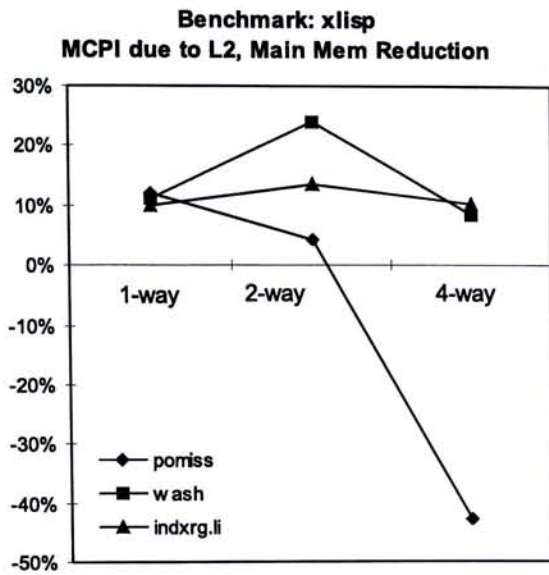 Benchmark: xlisp
MCPI due to L2, Main Mem Reduction
30%
20%
10%
0%
1-way 2-way 4-way
-10%
-20%
-30%
pomiss
wash
-40%
indxrg.li
-50%